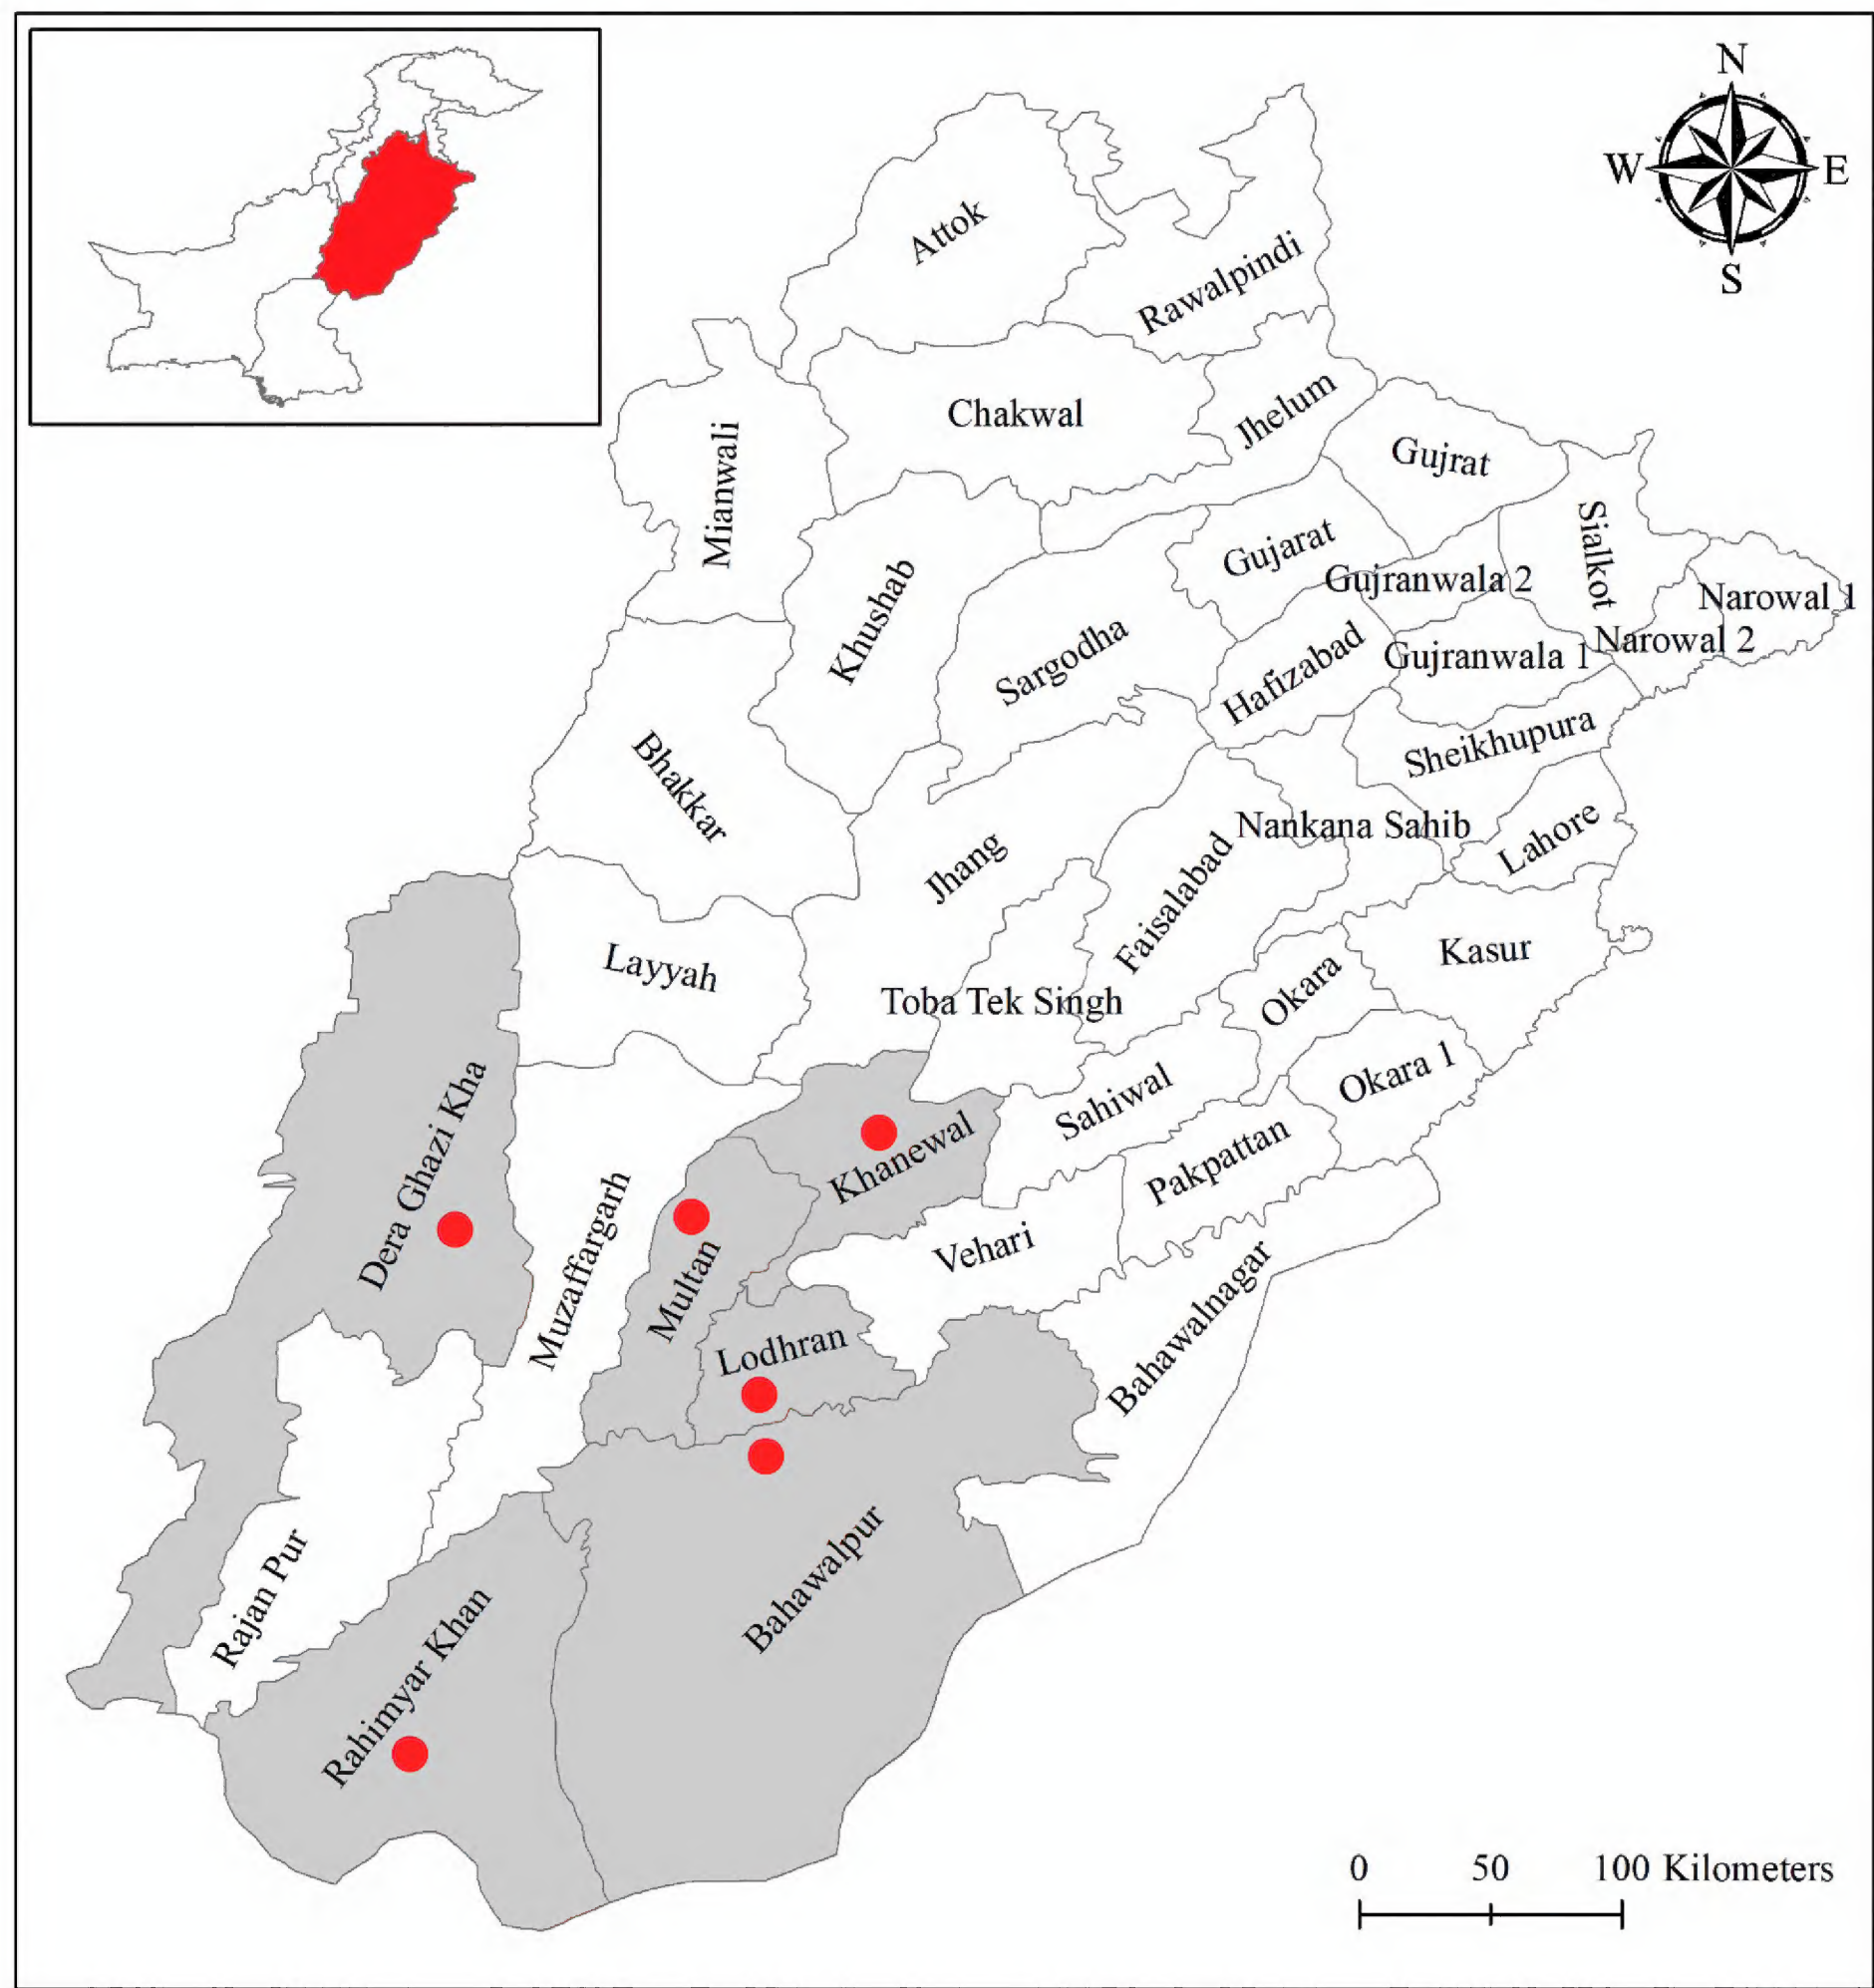 N
W
E
S
Attok
Rawalpindi
Chakwal
Jhelum
Mianwali
Gujrat
Sialkot
Gujarat
Gujranwala 2
Narowal 1
Khushab
Sargodha
Hafizabad
Gujranwala 1
Narowal 2
Sheikhupura
Bhakkar
Nankana Sahib
Lahore
Jhang
Faisalabad
Layyah
Kasur
Toba Tek Singh
Okara
Okara 1
Sahiwal
Dera Ghazi Kha
Khanewal
Pakpattan
Muzaffargarh
Multan
Vehari
Bahawalnagar
Lodhran
Rajan Pur
Bahawalpur
Rahimyar Khan
0 50 100 Kilometers